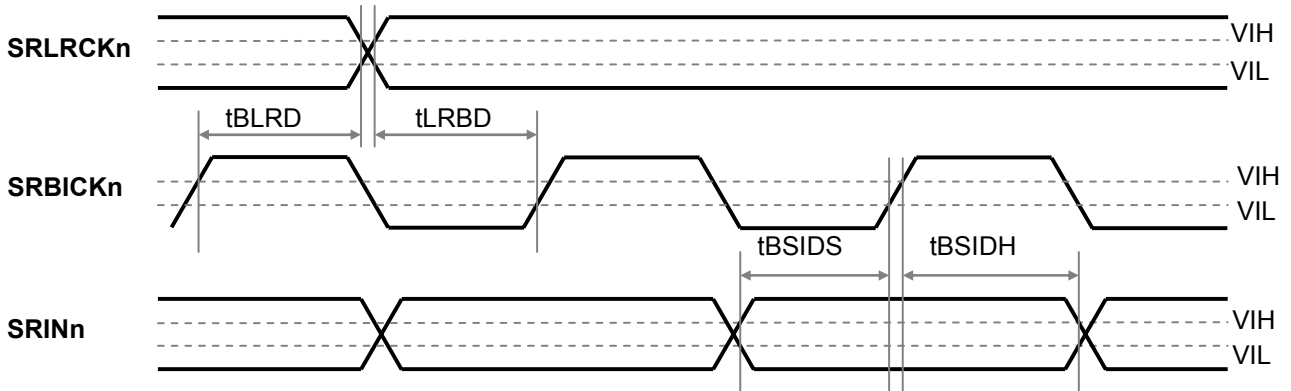 SRLRCKn
VIH
VIL
tBLRD
tLRBD
SRBICKn
VIH
VIL
tBSIDS
tBSIDH
SRINn
VIH
VIL